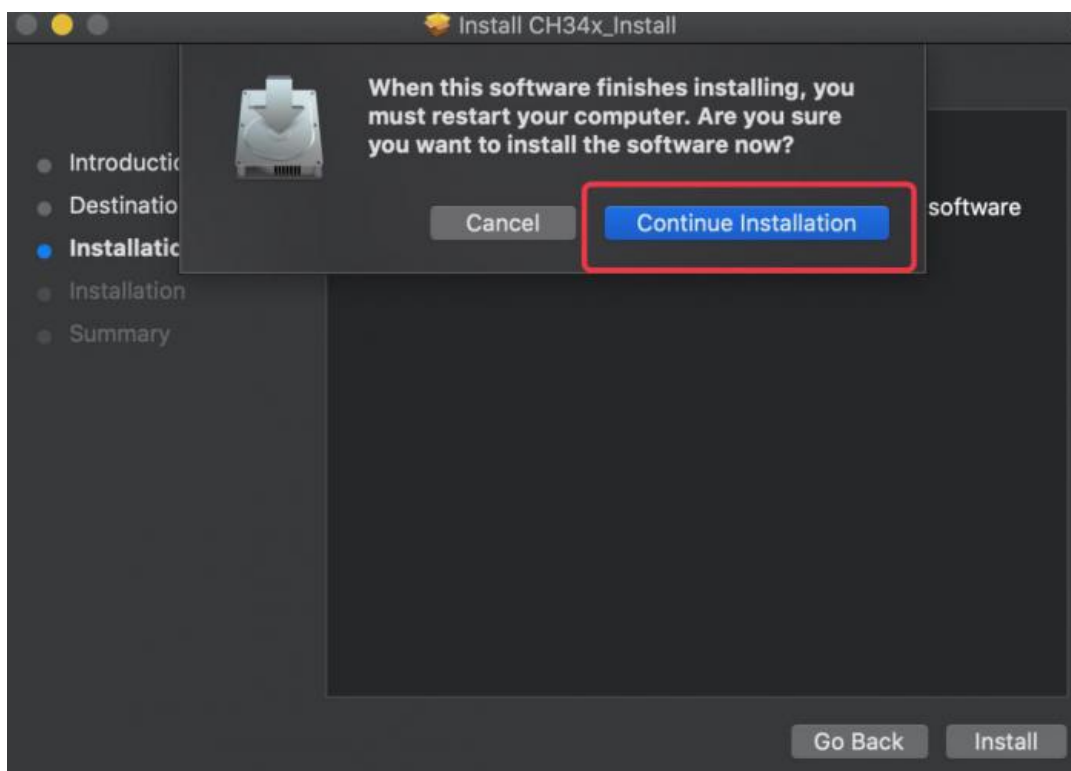 Install CH34x_Install
When this software finishes installing, you
must restart your computer. Are you sure
you want to install the software now?
Cancel
Continue Installation
Introductic
Destinatio
software
Installatic
Installation
Summary
Go Back
Install